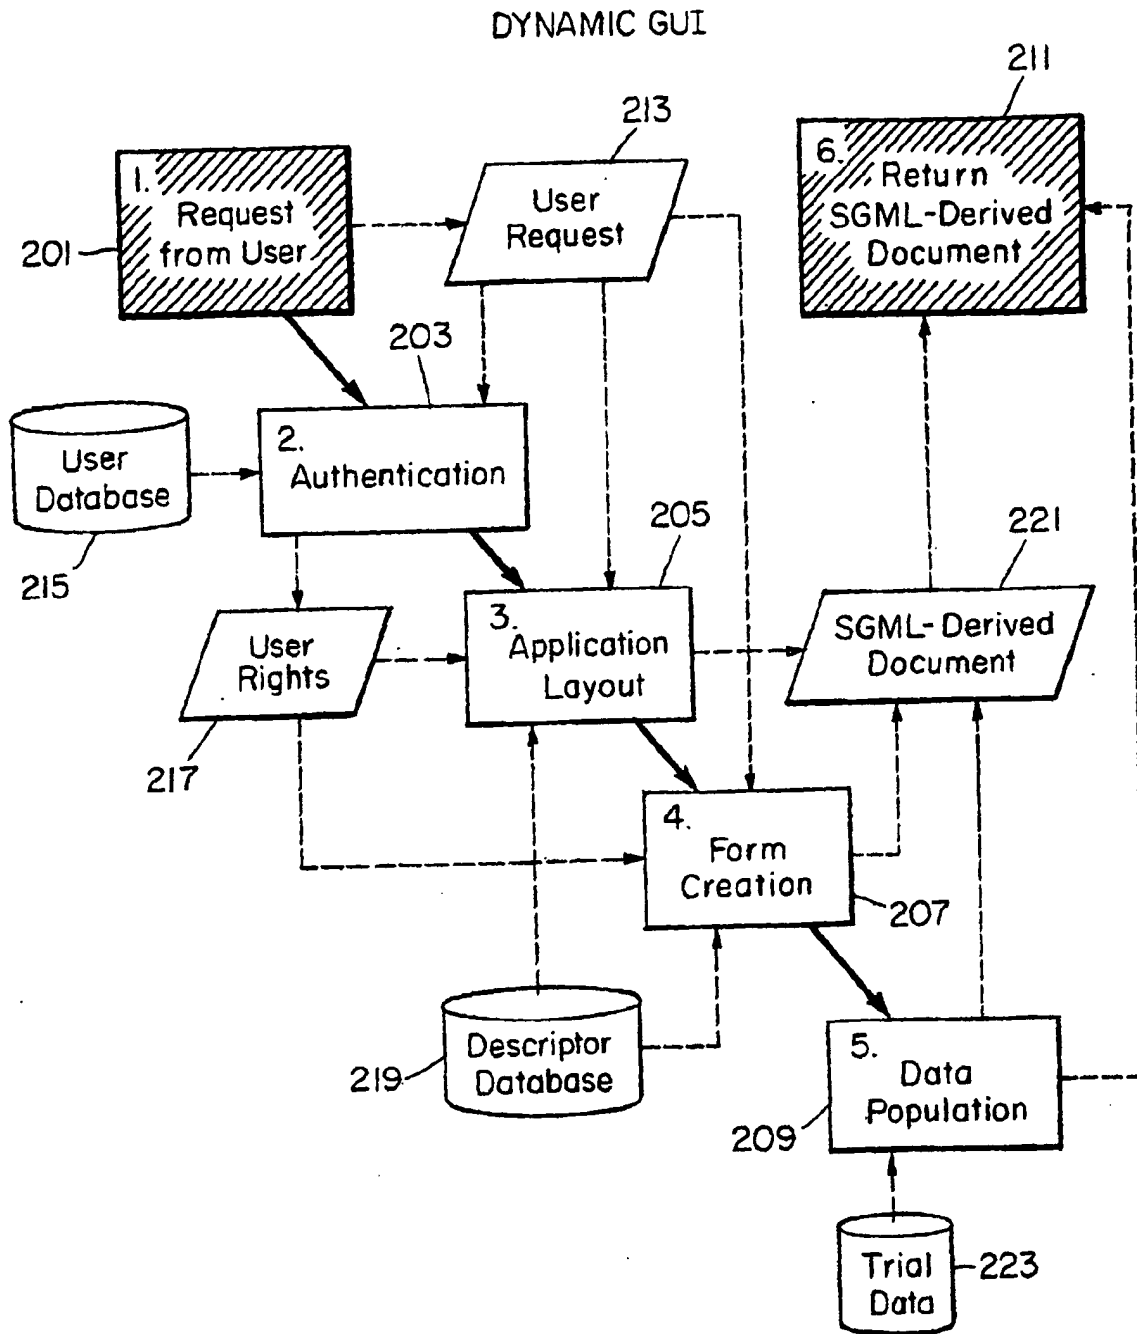 DYNAMIC GUI
211
213
1.
Request
from User
201
User
Request
6.
Return
SGML-Derived
Document
203
2.
Authentication
User
Database
215
205
221
3.
Application
Layout
SGML-Derived
Document
User
Rights
217
4.
Form
Creation
207
Descriptor
Database
219
5.
Data
Population
209
Trial
Data
223